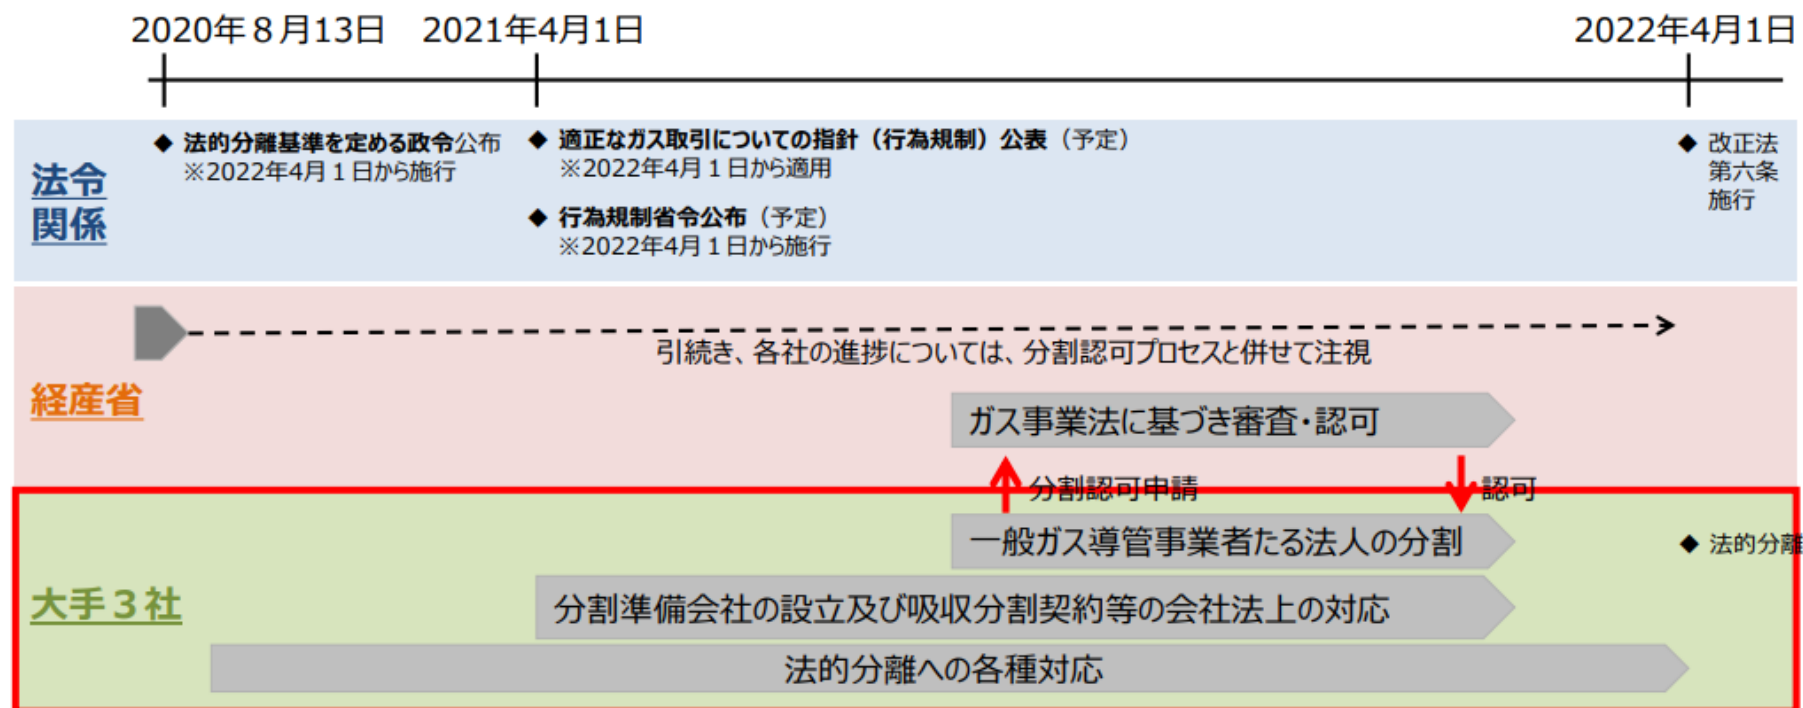 2020年８月13日
2021年4月1日
2022年4月1日
法令
関係
◆ 法的分離基準を定める政令公布
※2022年4月１日から施行
◆ 適正なガス取引についての指針（行為規制）公表（予定）
※2022年4月１日から適用
◆ 行為規制省令公布（予定）
※2022年4月１日から施行
◆ 改正法
第六条
施行
経産省
引続き、各社の進捗については、分割認可プロセスと併せて注視
ガス事業法に基づき審査・認可
分割認可申請
認可
大手３社
一般ガス導管事業者たる法人の分割
◆ 法的分離
分割準備会社の設立及び吸収分割契約等の会社法上の対応
法的分離への各種対応